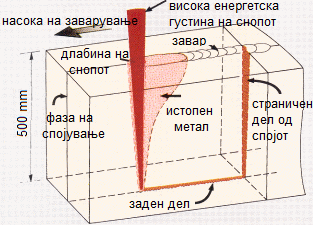 насока на заварување
висока енергетска
густина на снопот
длабина на
снопот
завар
500 mm
фаза на
спојување
истопен
метал
страничен
дел од
спојот
заден дел